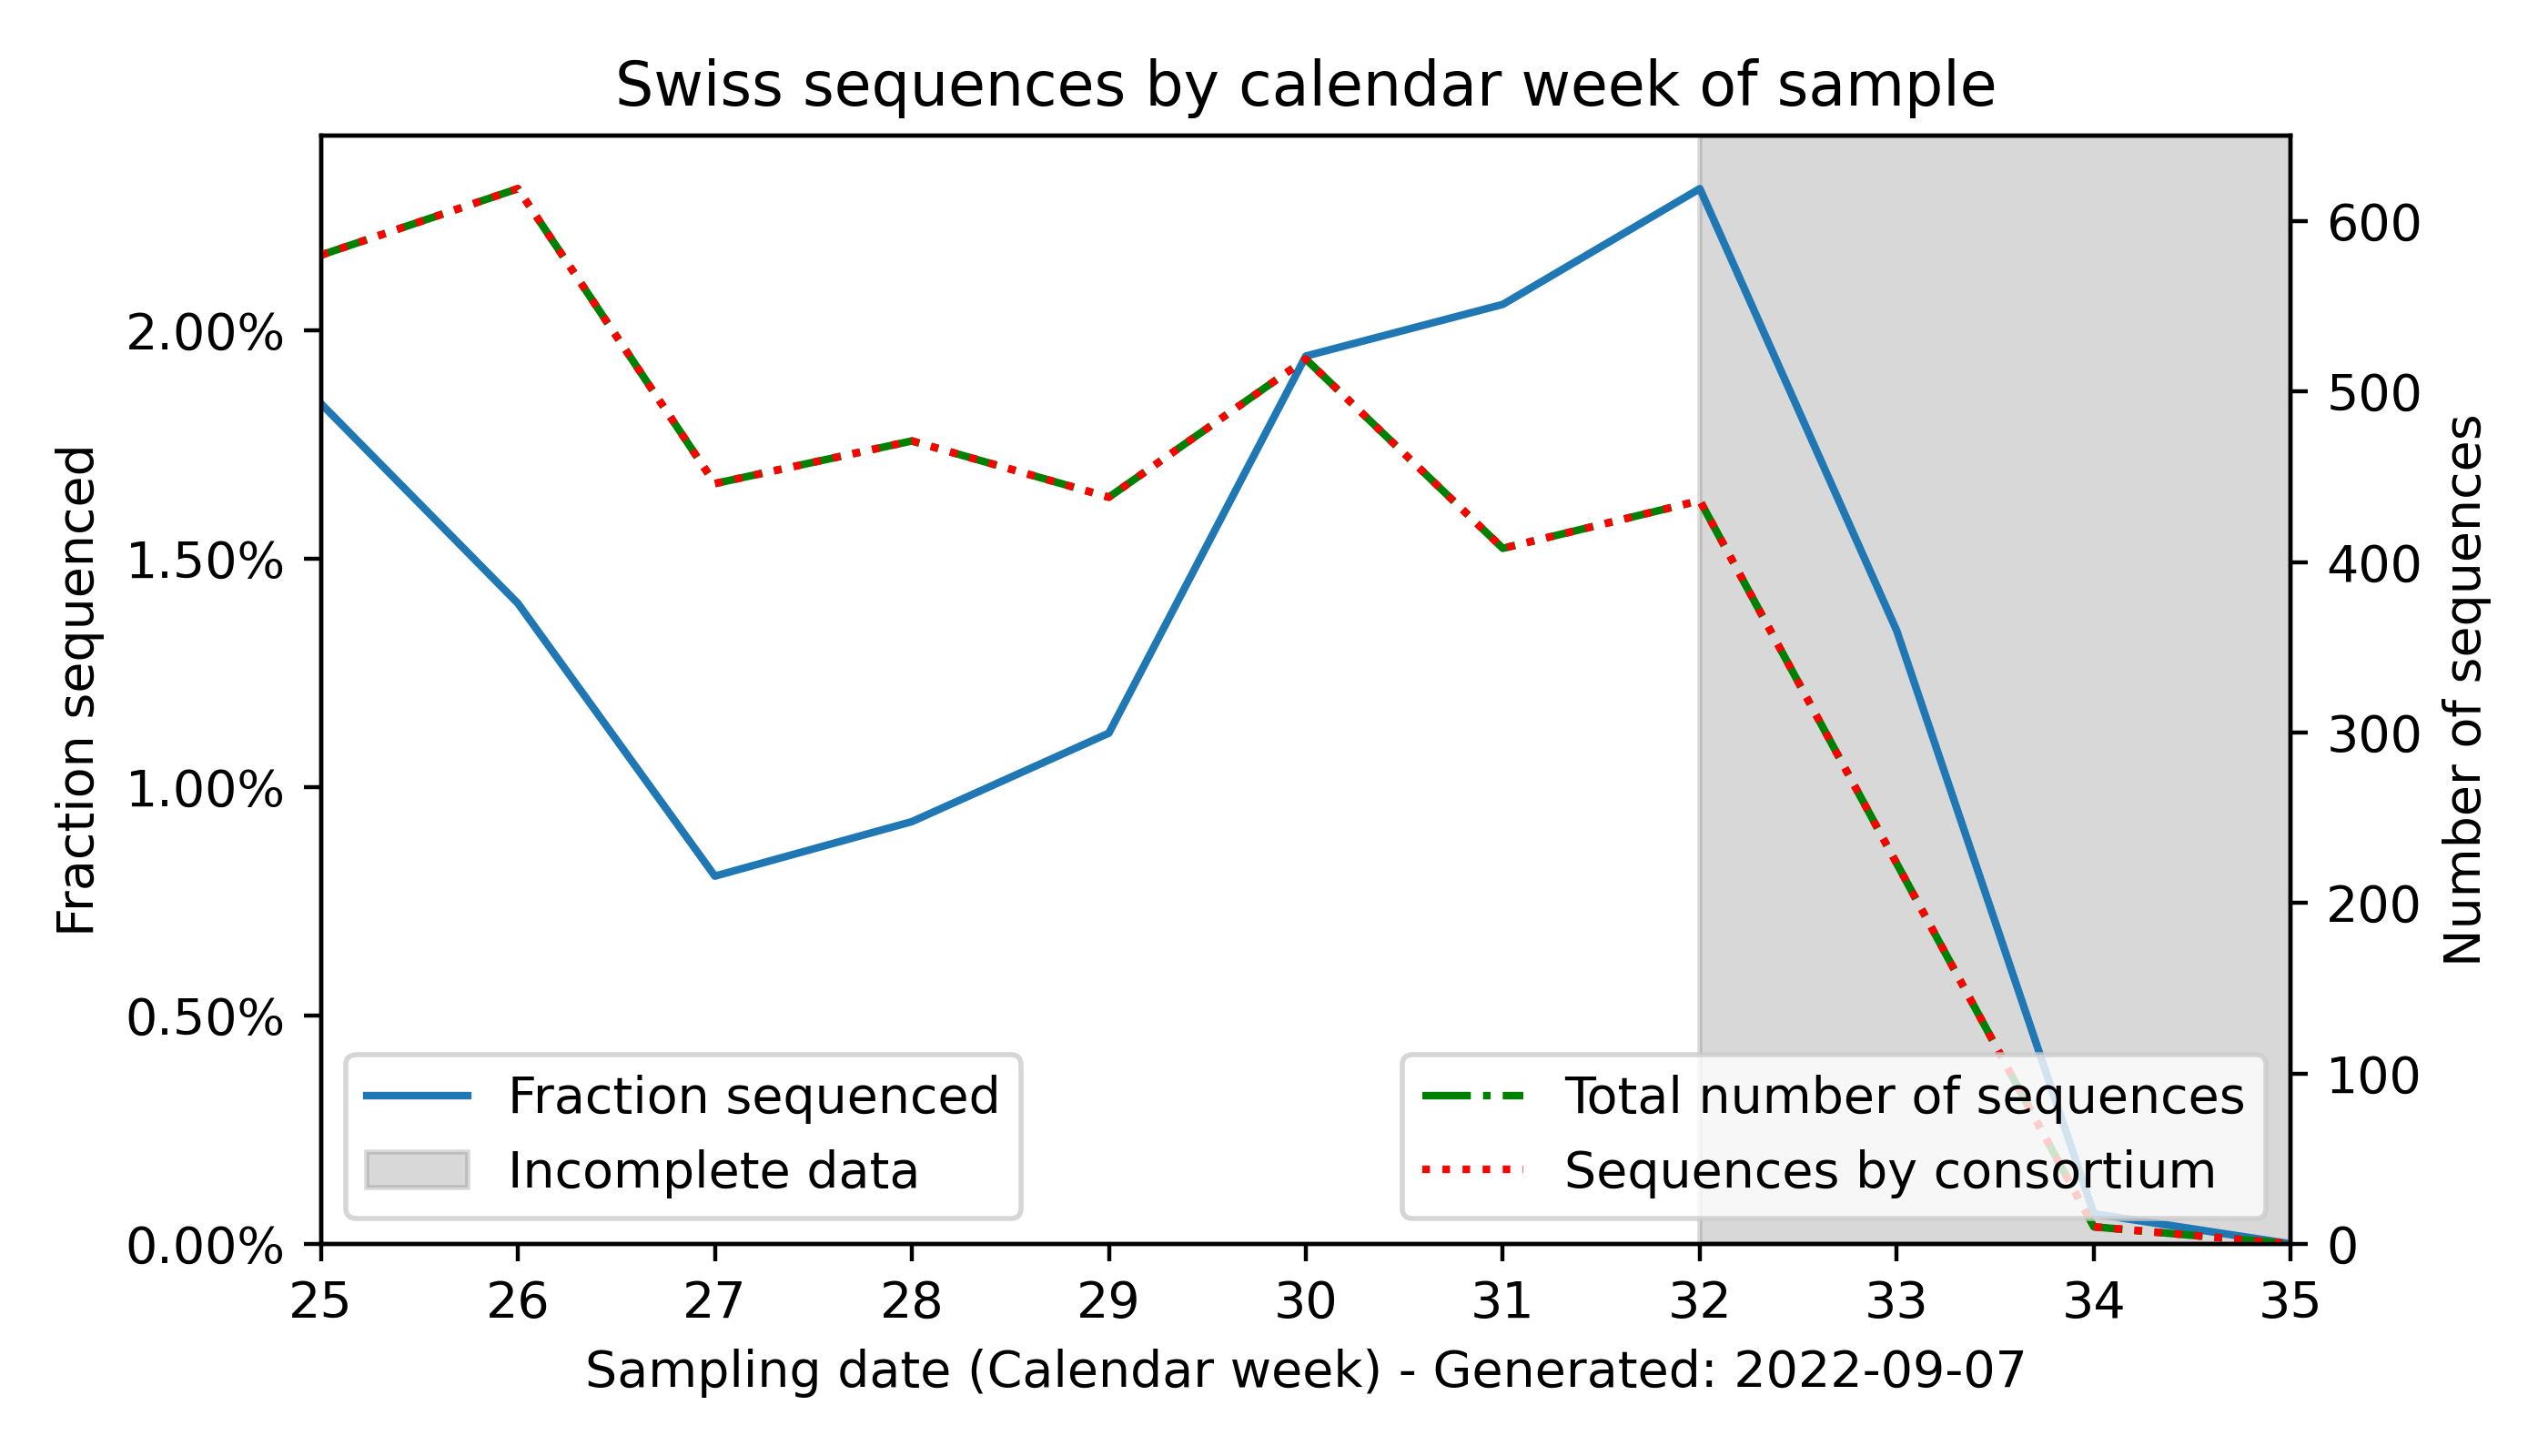 Swiss sequences by calendar week of sample
Fraction sequenced
2.00%
1.50%
1.00%
0.50%
0.00%
600
500
400
300
200
100
0
Number of sequences
Fraction sequenced
Incomplete data
Total number of sequences
Sequences by consortium
25 26 27 28 29 30 31 32 33 34 35
Sampling date (Calendar week) - Generated: 2022-09-07